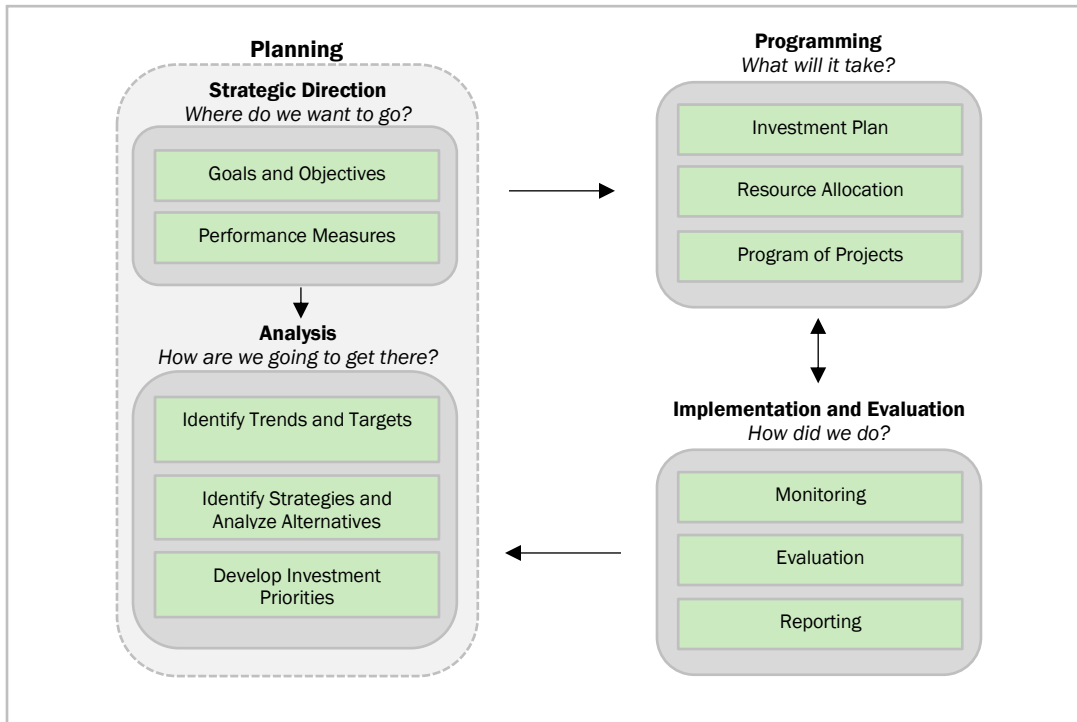 Planning
Strategic Direction
Where do we want to go?
Goals and Objectives
Performance Measures
Analysis
How are we going to get there?
Identify Trends and Targets
Identify Strategies and
Analyze Alternatives
Develop Investment
Priorities
Programming
What will it take?
Investment Plan
Resource Allocation
Program of Projects
Implementation and Evaluation
How did we do?
Monitoring
Evaluation
Reporting